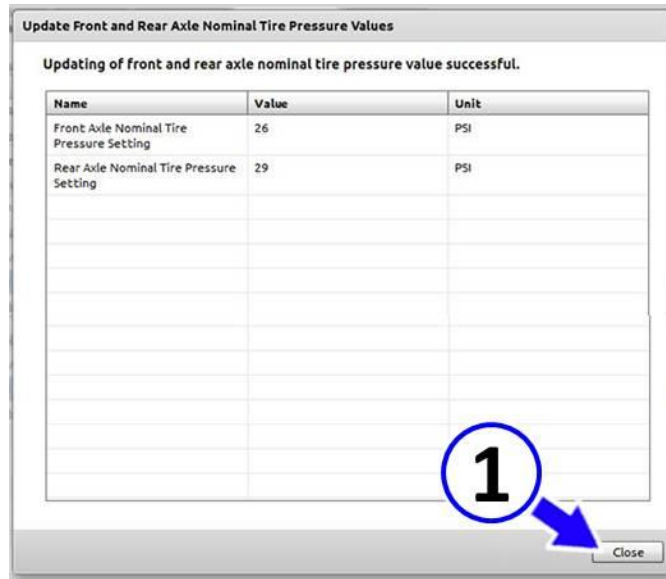 Update Front and Rear Axle Nominal Tire Pressure Values
Updating of front and rear axle nominal tire pressure value successful.
Name Value Unit
Front Axle Nominal Tire 26 PSI
Pressure Setting
Rear Axle Nominal Tire Pressure 29 PSI
Setting
1
Close